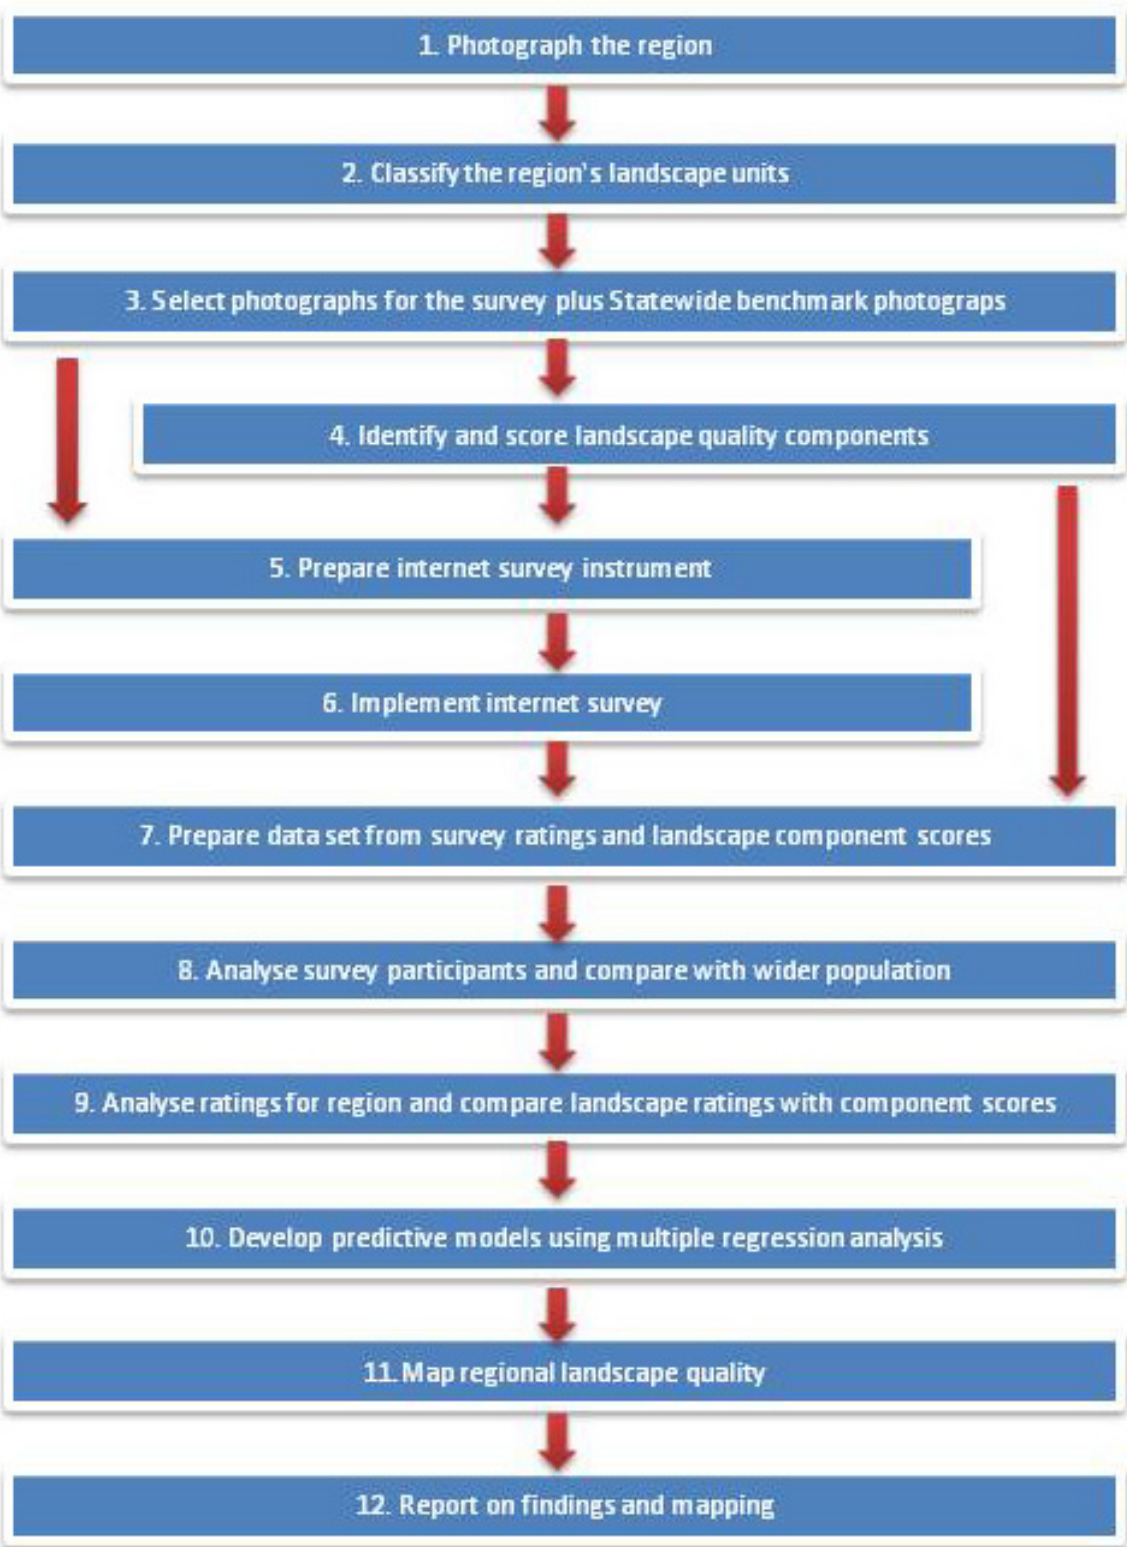 1. Photograph the region
2. Classify the region's landscape units
3. Select photographs for the survey plus Statewide benchmark photograps
4. Identify and score landscape quality components
5. Prepare internet survey instrument
6. Implement internet survey
7. Prepare data set from survey ratings and landscape component scores
8. Analyse survey participants and compare with wider population
9. Analyse ratings for region and compare landscape ratings with component scores
10. Develop predictive models using multiple regression analysis
11. Map regional landscape quality
12. Report on findings and mapping